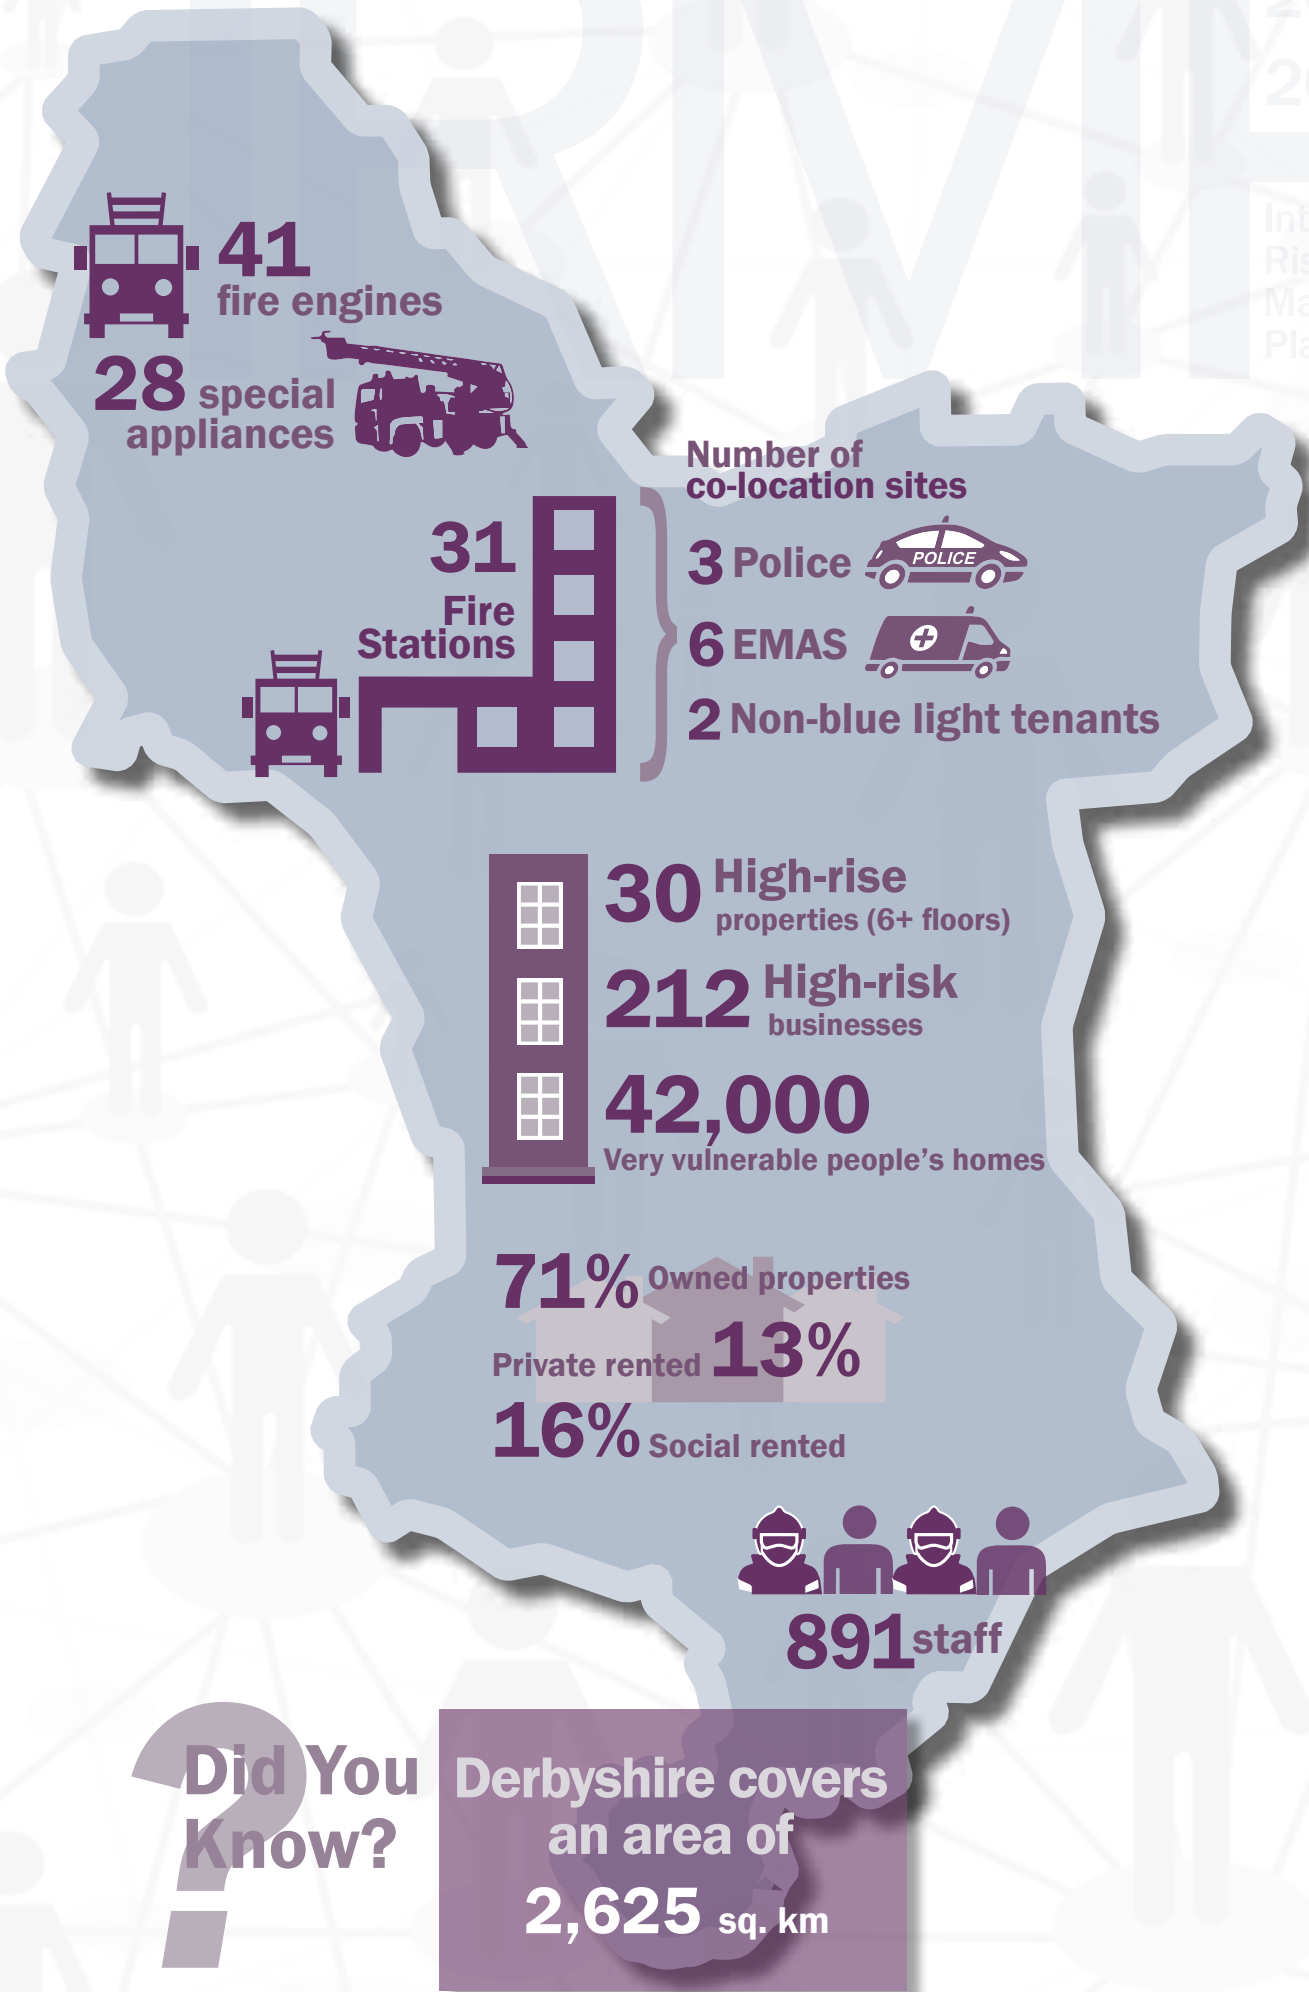 41
fire engines
28 special
appliances
31
Fire
Stations
Number of
co-location sites
3 Police
POLICE
6 EMAS
2 Non-blue light tenants
30 High-rise
properties (6+ floors)
212 High-risk
businesses
42,000
Very vulnerable people's homes
71% Owned properties
Private rented 13%
16% Social rented
891 staff
?
Did You
Know?
Derbyshire covers
an area of
2,625 sq. km